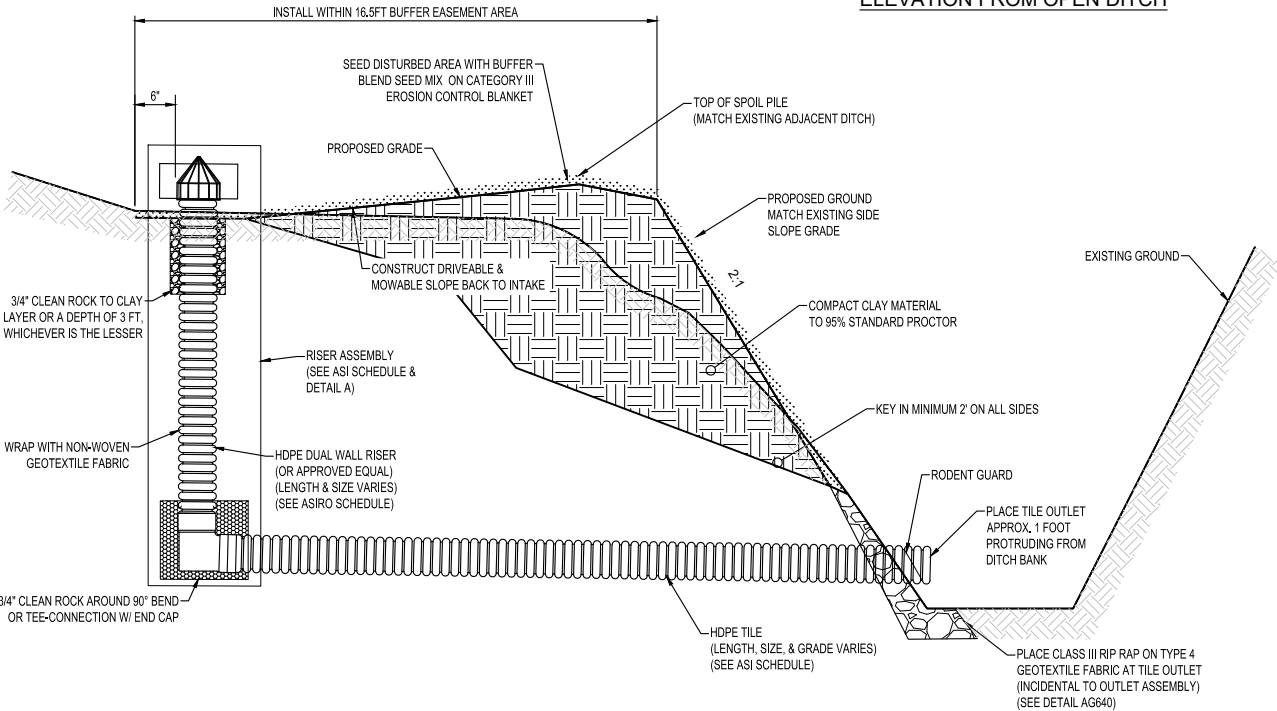 ELEVATION FROM OPEN DITCH
INSTALL WITHIN 16.5FT BUFFER EASEMENT AREA
SEED DISTURBED AREA WITH BUFFER
BLEND SEED MIX ON CATEGORY III
EROSION CONTROL BLANKET
6"
TOP OF SPOIL PILE
(MATCH EXISTING ADJACENT DITCH)
PROPOSED GRADE
PROPOSED GROUND
MATCH EXISTING SIDE
SLOPE GRADE
EXISTING GROUND
CONSTRUCT DRIVEABLE &
MOWABLE SLOPE BACK TO INTAKE
2:1
3/4" CLEAN ROCK TO CLAY
LAYER OR A DEPTH OF 3 FT,
WHICHEVER IS THE LESSER
COMPACT CLAY MATERIAL
TO 95% STANDARD PROCTOR
RISER ASSEMBLY
(SEE ASI SCHEDULE &
DETAIL A)
KEY IN MINIMUM 2' ON ALL SIDES
WRAP WITH NON-WOVEN
GEOTEXTILE FABRIC
HDPE DUAL WALL RISER
(OR APPROVED EQUAL)
(LENGTH & SIZE VARIES)
(SEE ASIRO SCHEDULE)
RODENT GUARD
PLACE TILE OUTLET
APPROX. 1 FOOT
PROTRUDING FROM
DITCH BANK
3/4" CLEAN ROCK AROUND 90° BEND
OR TEE-CONNECTION W/ END CAP
HDPE TILE
(LENGTH, SIZE, & GRADE VARIES)
(SEE ASI SCHEDULE)
PLACE CLASS III RIP RAP ON TYPE 4
GEOTEXTILE FABRIC AT TILE OUTLET
(INCIDENTAL TO OUTLET ASSEMBLY)
(SEE DETAIL AG640)